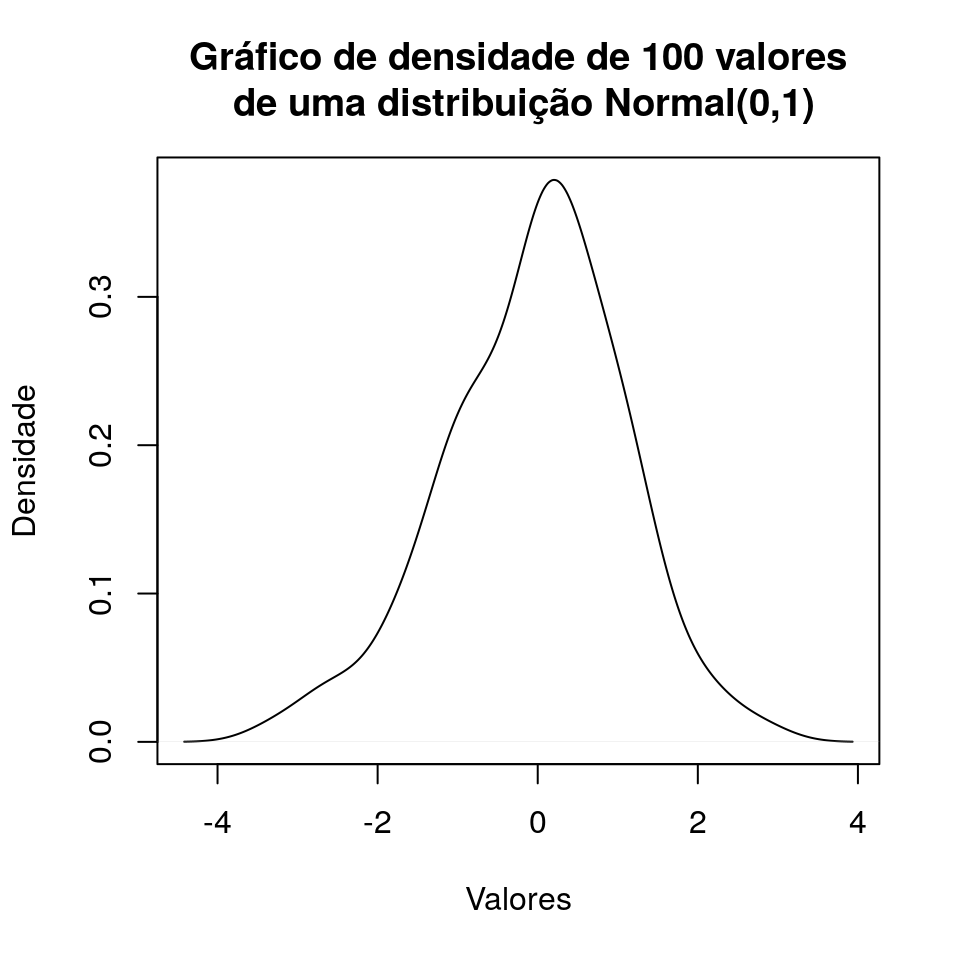 Gráfico de densidade de 100 valores
de uma distribuição Normal(0,1)
Densidade
0.3
0.2
0.1
0.0
-4
-2
0
2
4
Valores